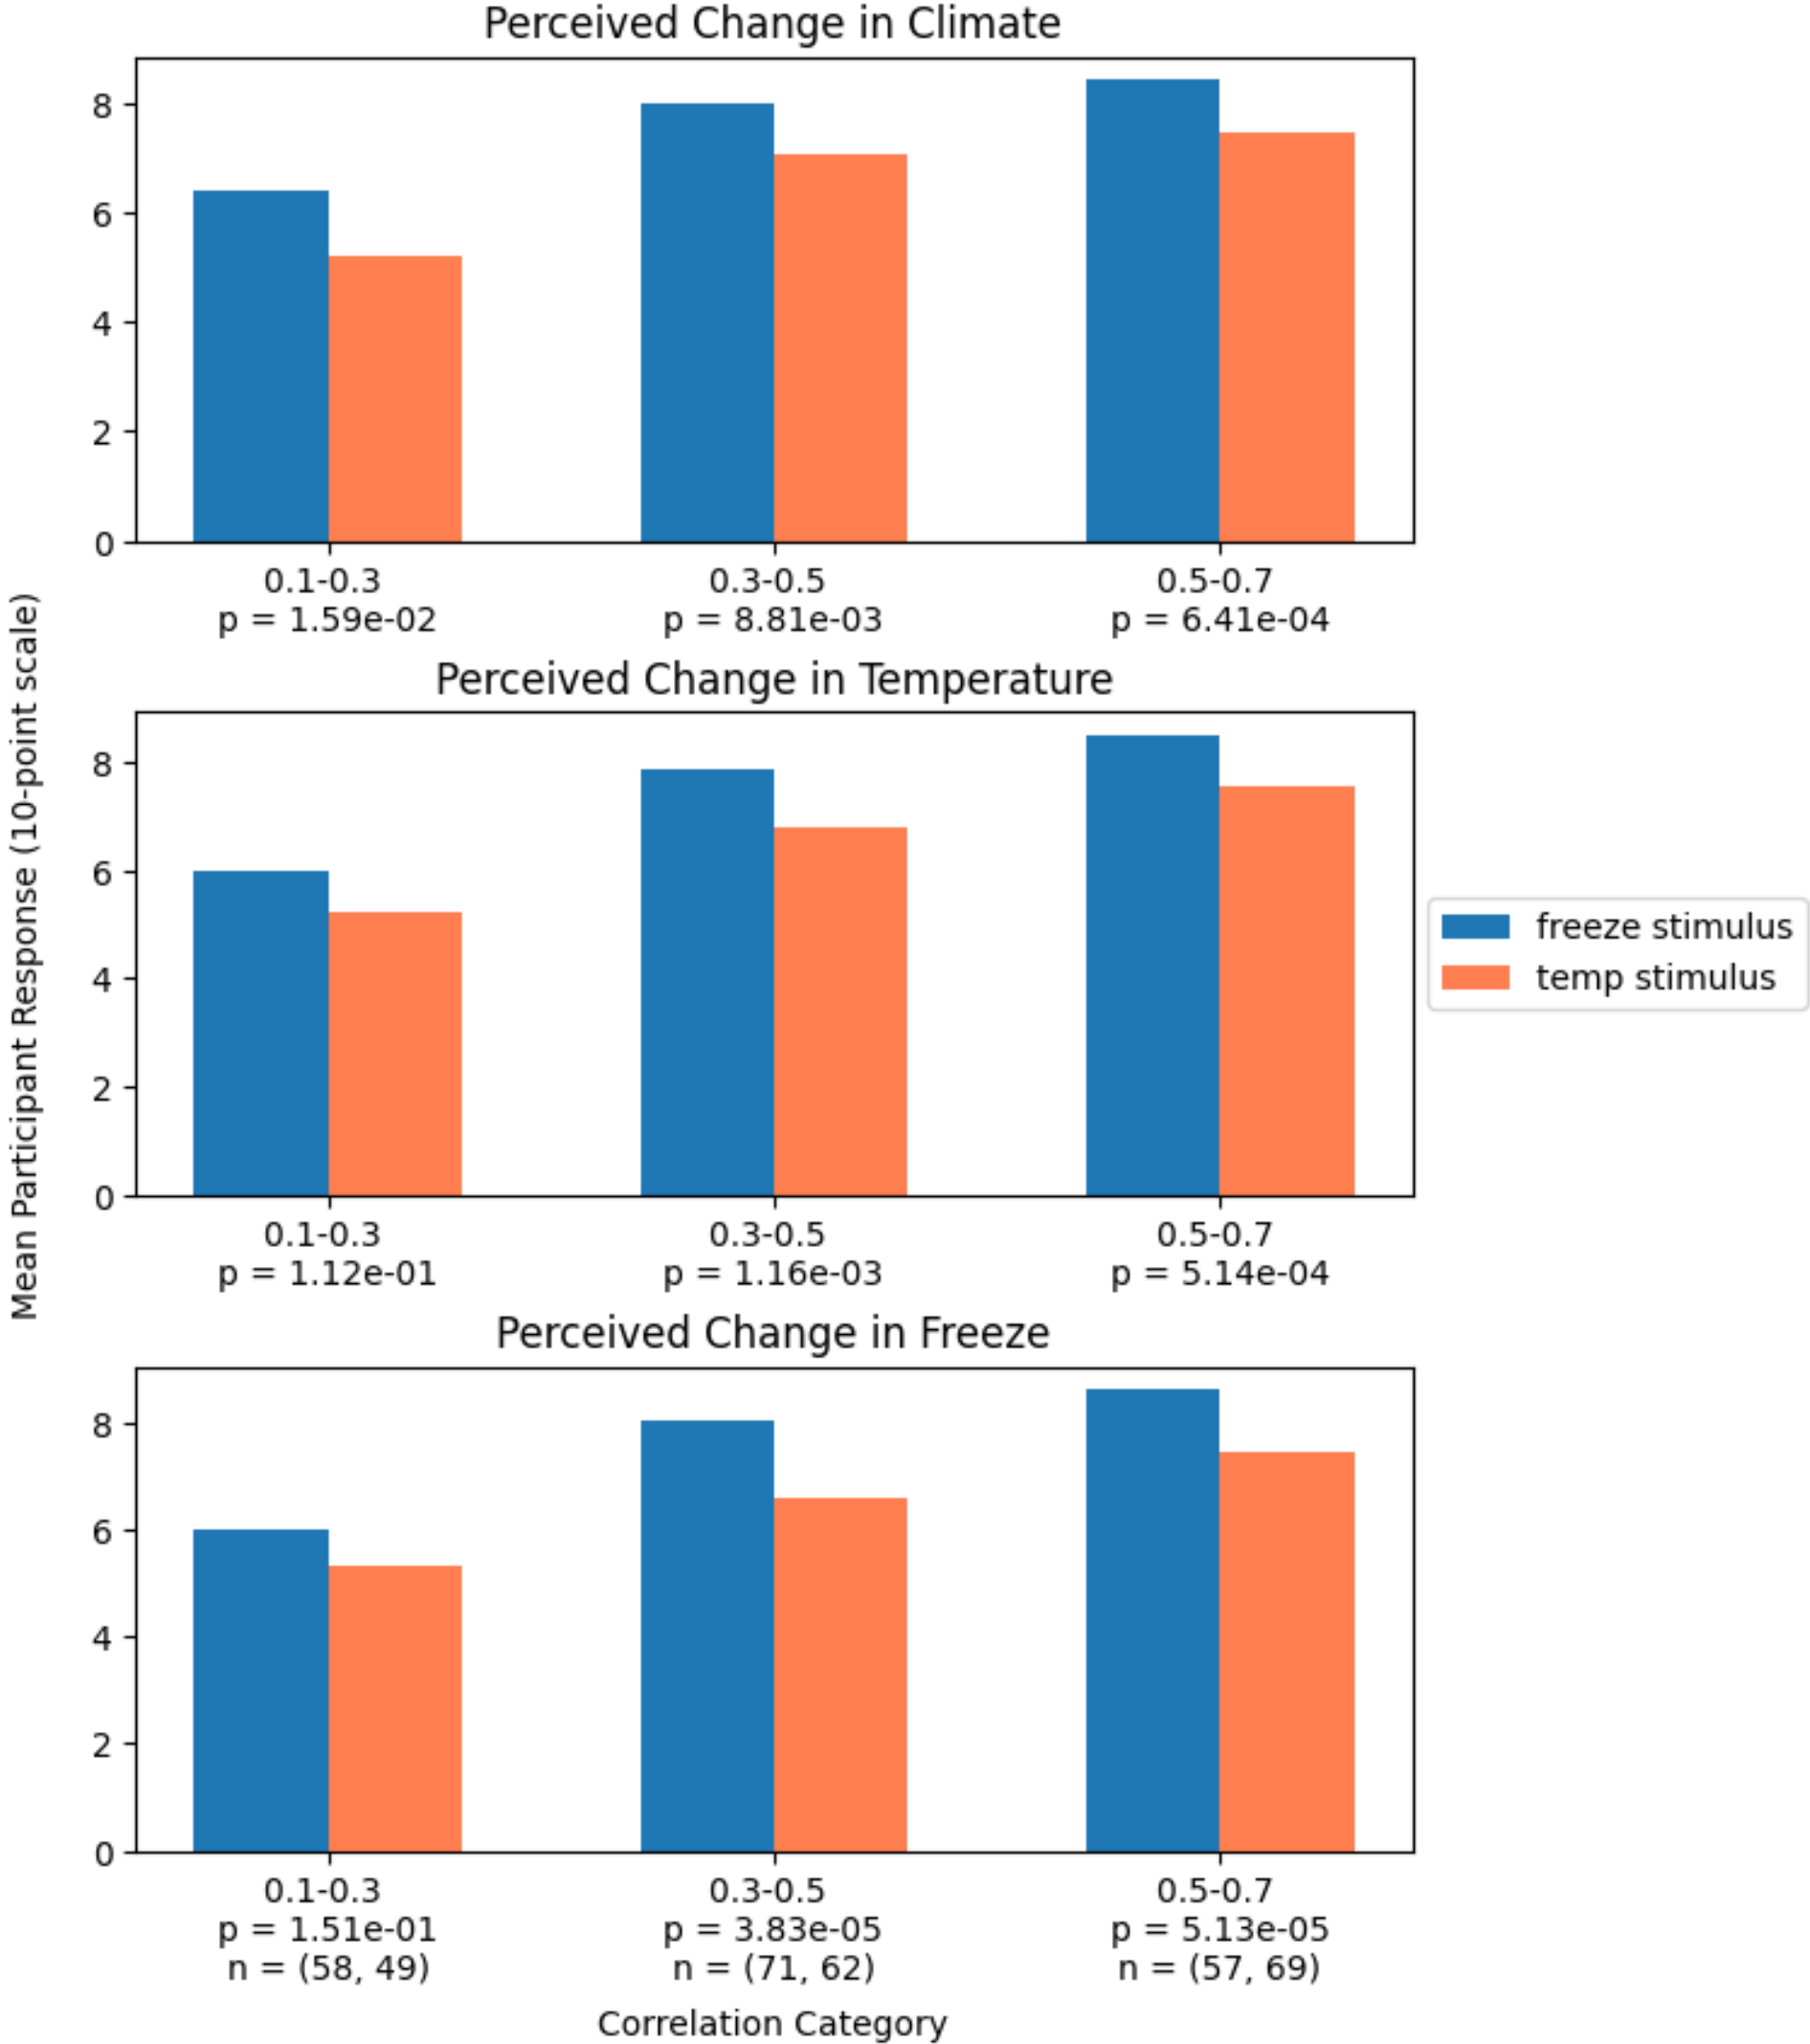 Perceived Change in Climate
8
6
4
2
0
0.1-0.3
p = 1.59e-02
0.3-0.5
p = 8.81e-03
0.5-0.7
p = 6.41e-04
Mean Participant Response (10-point scale)
Perceived Change in Temperature
8
6
4
2
0
0.1-0.3
p = 1.12e-01
0.3-0.5
p = 1.16e-03
0.5-0.7
p = 5.14e-04
freeze stimulus
temp stimulus
Perceived Change in Freeze
8
6
4
2
0
0.1-0.3
p = 1.51e-01
n = (58, 49)
0.3-0.5
p = 3.83e-05
n = (71, 62)
0.5-0.7
p = 5.13e-05
n = (57, 69)
Correlation Category